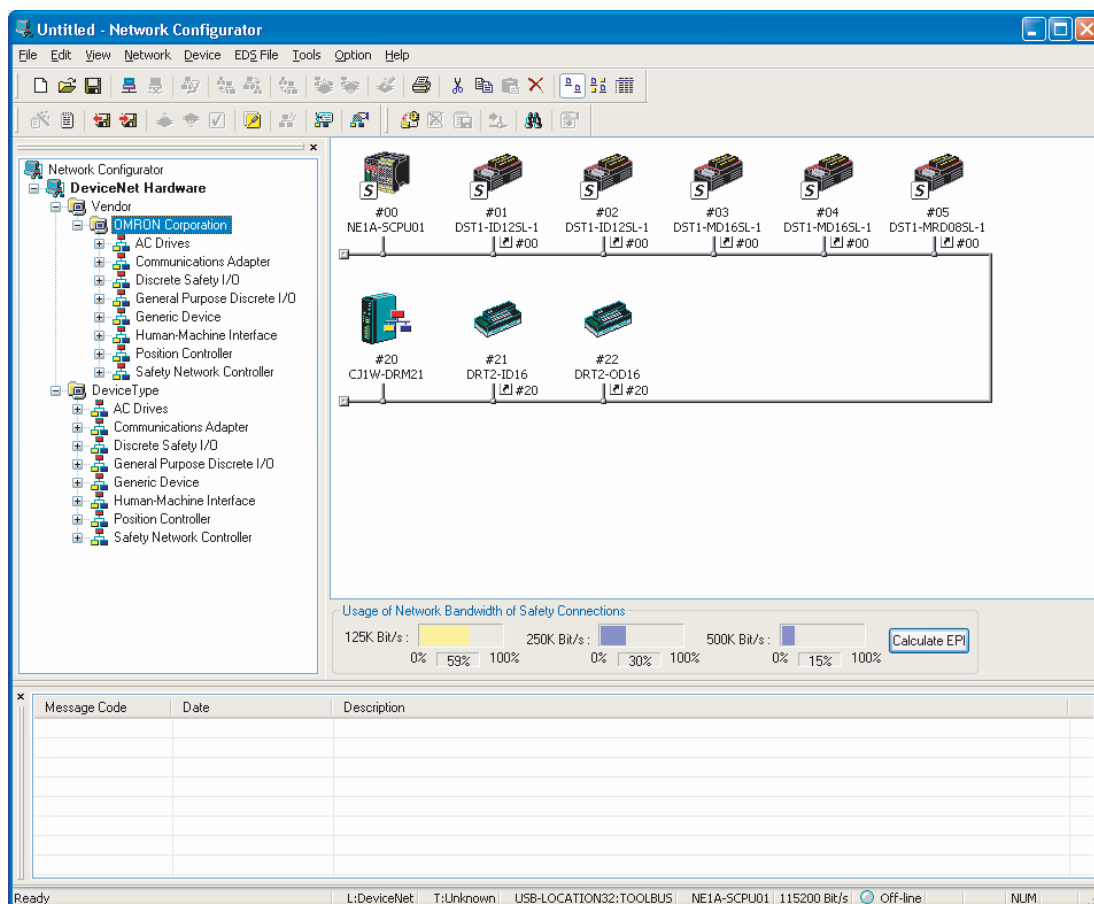 Untitled - Network Configurator
File Edit View Network Device EDS File Tools Option Help
Network Configurator
DeviceNet Hardware
Vendor
OMRON Corporation
AC Drives
Communications Adapter
Discrete Safety I/O
General Purpose Discrete I/O
Generic Device
Human-Machine Interface
Position Controller
Safety Network Controller
DeviceType
AC Drives
Communications Adapter
Discrete Safety I/O
General Purpose Discrete I/O
Generic Device
Human-Machine Interface
Position Controller
Safety Network Controller
S S S S S S
#00 #01 #02 #03 #04 #05
NE1A-SCPU01 DST1-ID12SL-1 DST1-ID12SL-1 DST1-MD16SL-1 DST1-MD16SL-1 DST1-MRD08SL-1
#00 #00 #00 #00 #00
#20 #21 #22
CJ1W-DRM21 DRT2-ID16 DRT2-OD16
#20 #20
Usage of Network Bandwidth of Safety Connections
125K Bit/s : 250K Bit/s : 500K Bit/s : Calculate EPI
0% 59% 100% 0% 30% 100% 0% 15% 100%
Message Code Date Description
Ready L:DeviceNet T:Unknown USB-LOCATION32:TOOLBUS NE1A-SCPU01 115200 Bit/s Off-line NUM